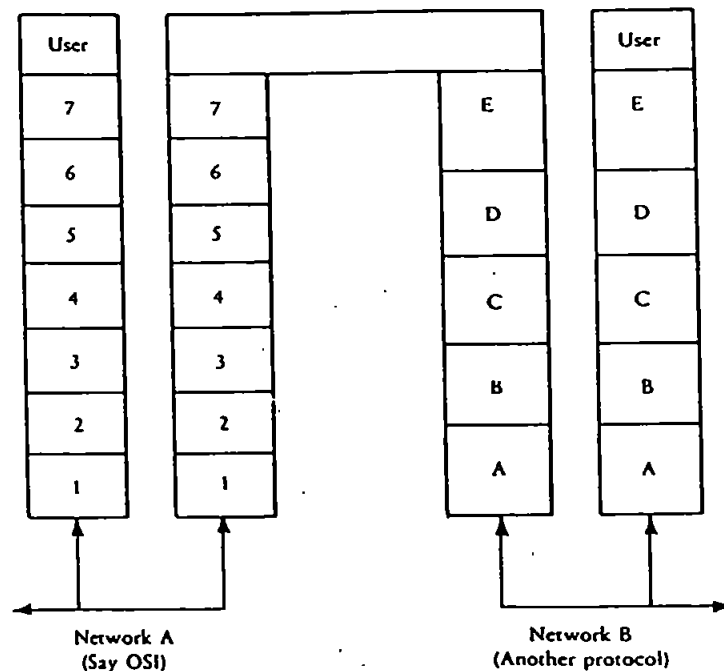 User
User
7
7
E
E
6
6
D
D
5
5
4
4
C
C
3
3
B
B
2
2
A
A
1
1
Network A
(Say OSI)
Network B
(Another protocol)